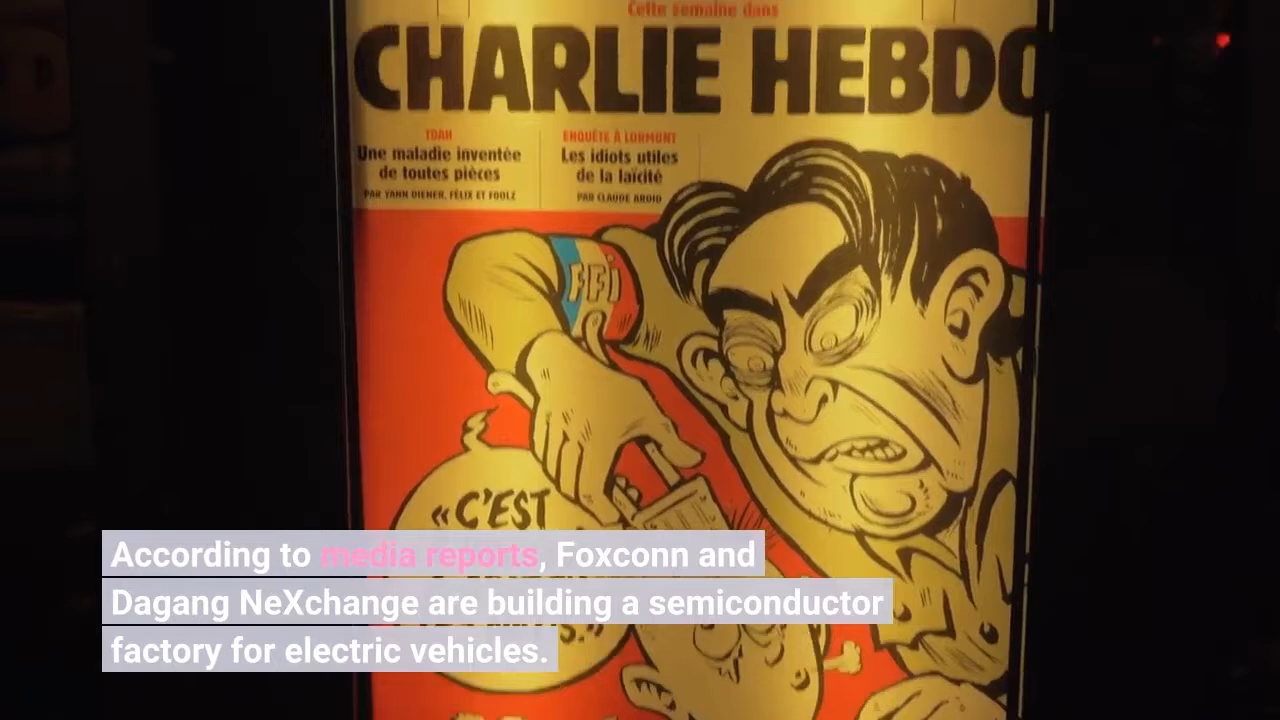 Cette semaine dans
CHARLIE HEBDO
TDAH
Une maladie inventée
de toutes pièces
PAR YANN DIENER, FÉLIX ET FOOLZ
ENQUÊTE À LORMONT
Les idiots utiles
de la laïcité
PAR CLAUDE ARDID
FFi
« C'EST
According to media reports, Foxconn and
Dagang NeXchange are building a semiconductor
factory for electric vehicles.